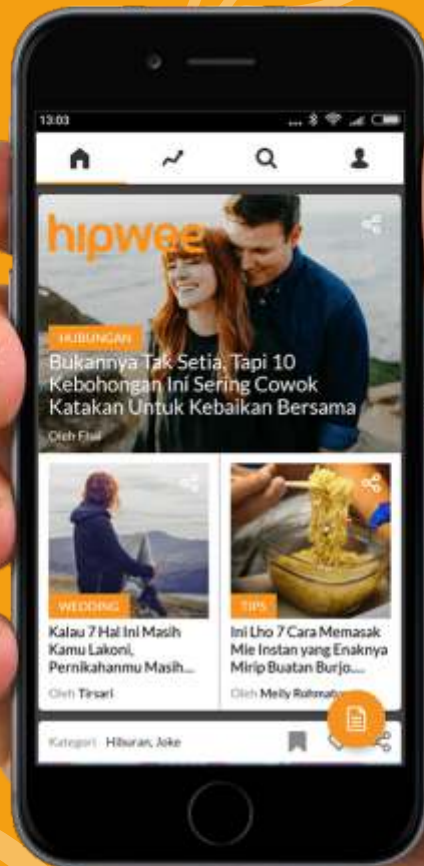 13:03
hipwee
HUBUNGAN
Bukannya Tak Setia, Tapi 10
Kebohongan Ini Sering Cowok
Katakan Untuk Kebaikan Bersama
Oleh
WEDDING
TIPS
Kalau 7 Hal Ini Masih
Kamu Lakoni,
Pernikahanmu Masih...
Oleh Tirsari
Ini Lho 7 Cara Memasak
Mie Instan yang Enaknya
Mirip Buatan Burjo....
Oleh Meily
Kategori Hiburan, Joke